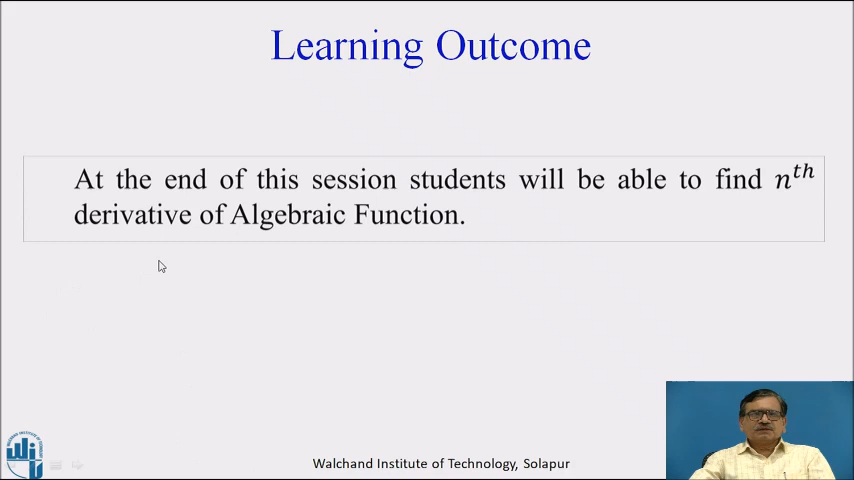 Learning Outcome
At the end of this session students will be able to find nᵗʰ
derivative of Algebraic Function.
Walchand Institute of Technology, Solapur